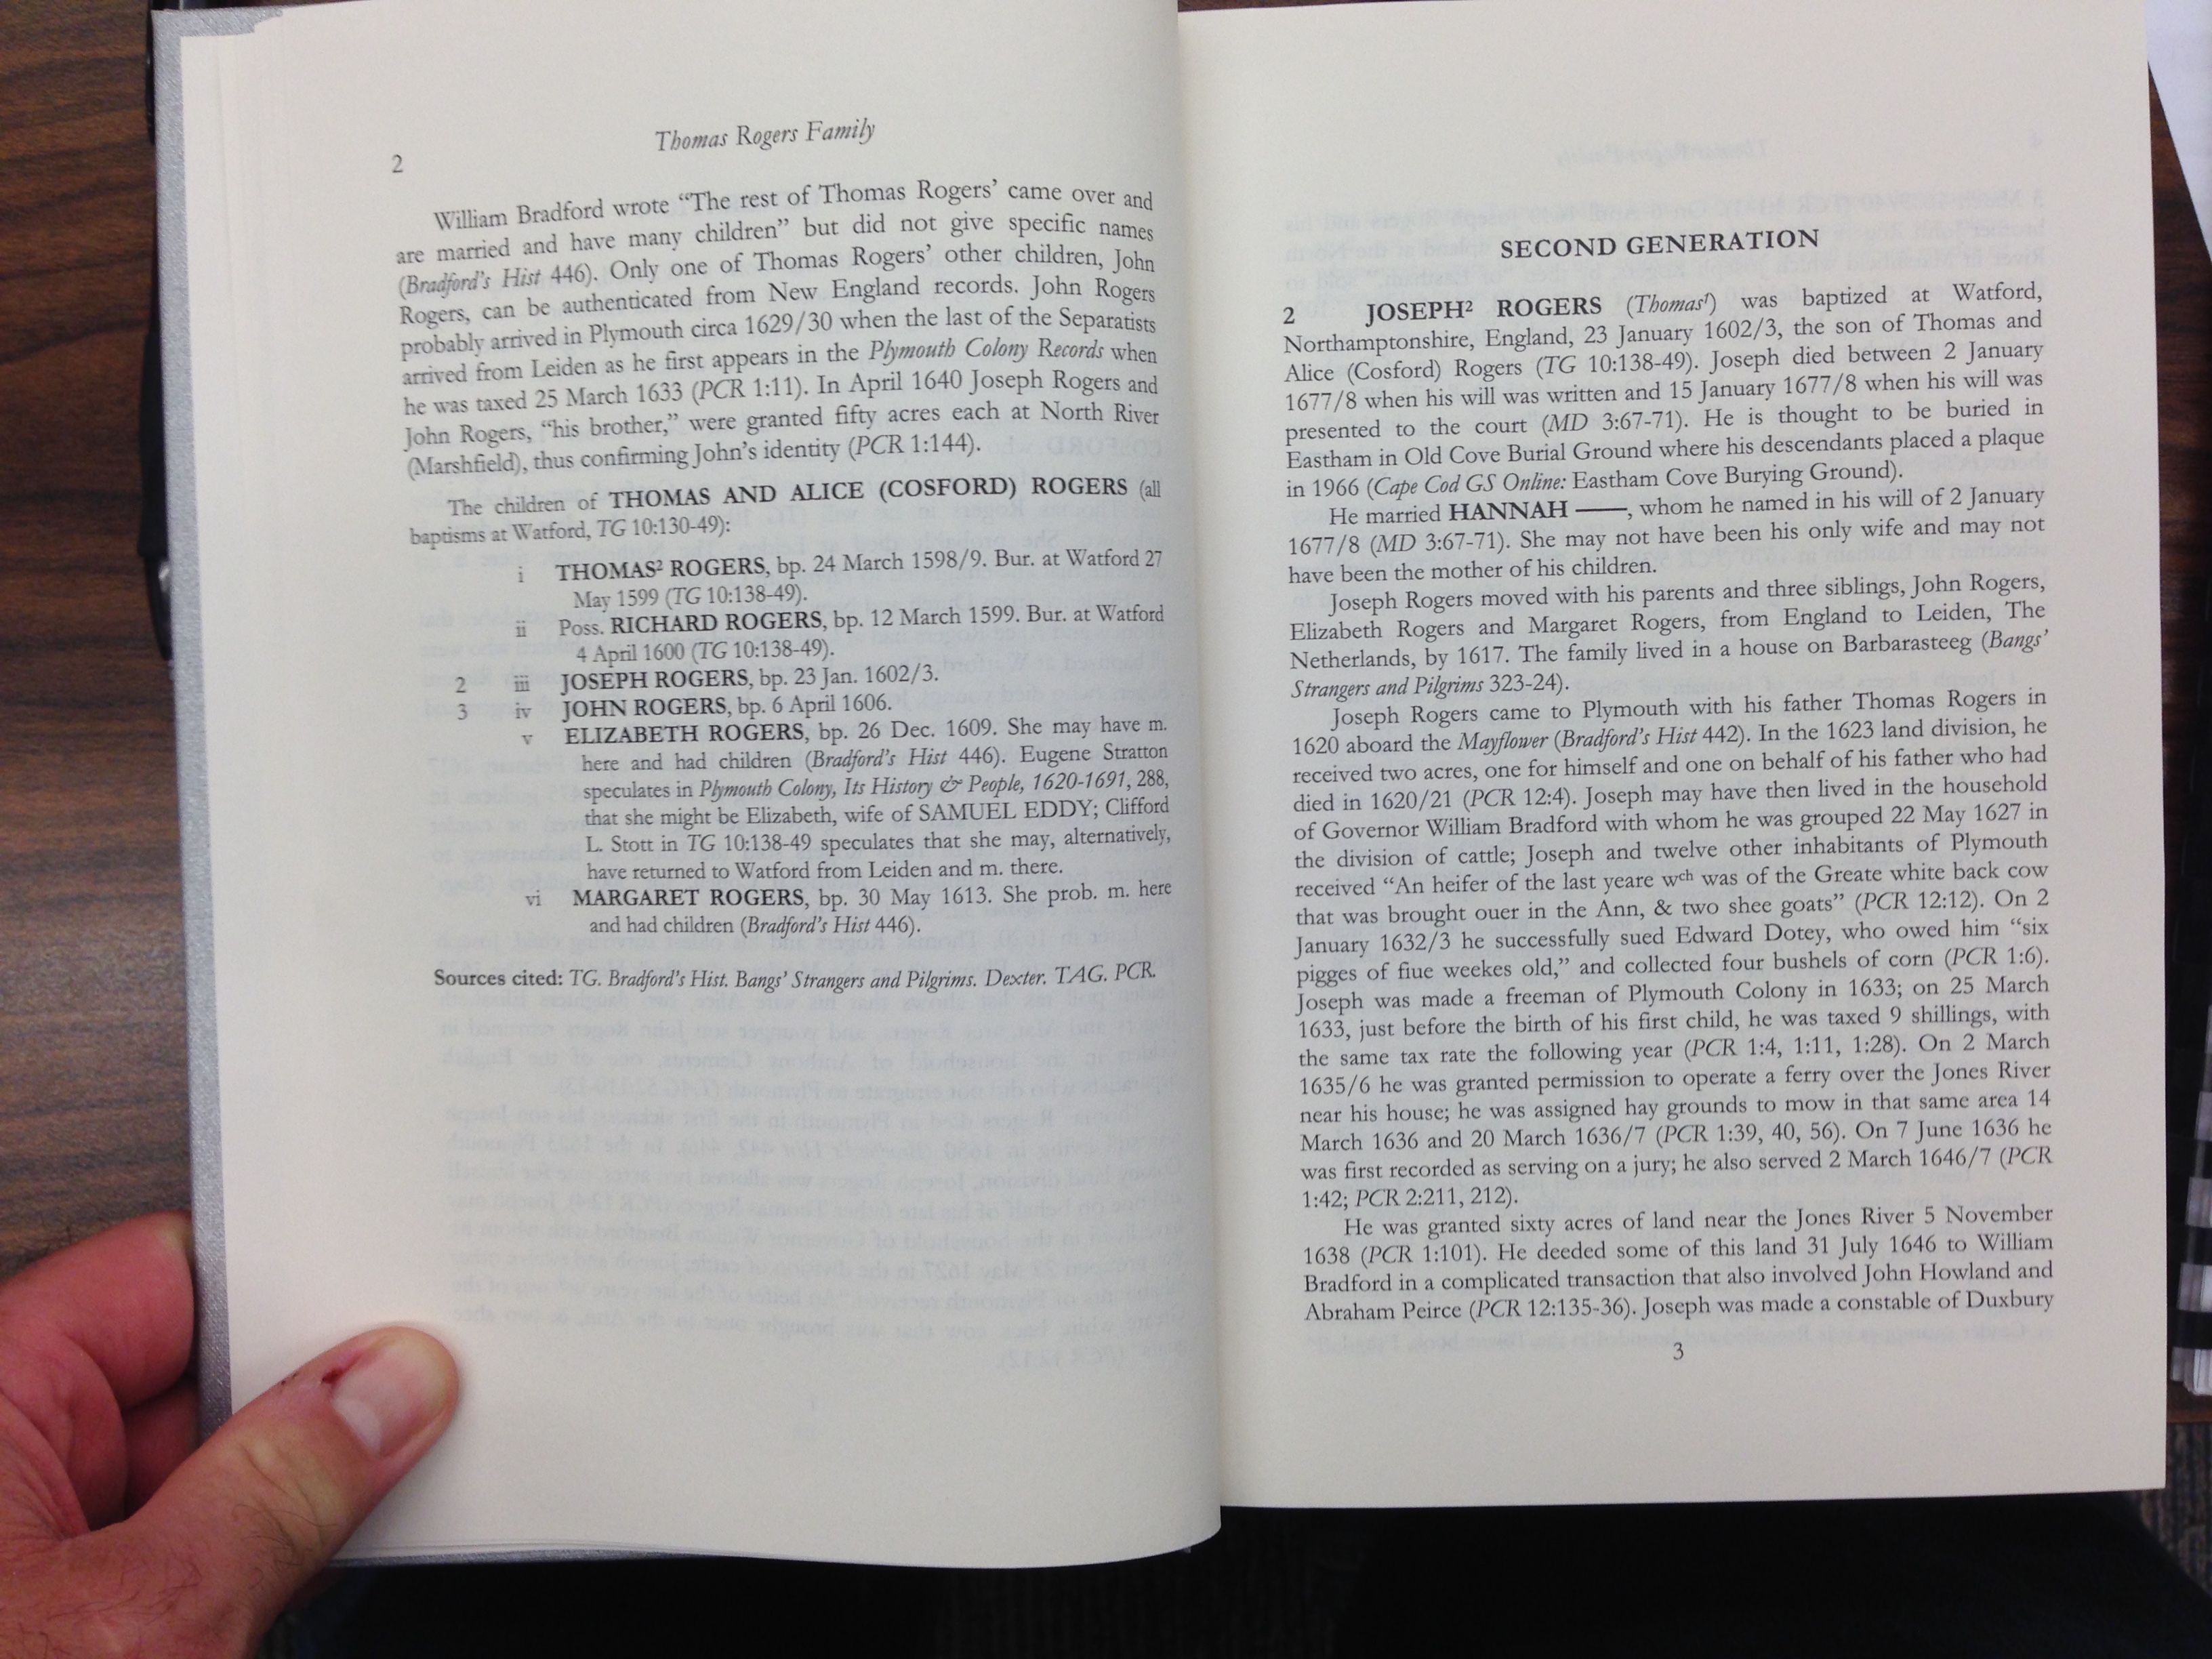 Thomas Rogers Family
2
William Bradford wrote “The rest of Thomas Rogers’ came over and
are married and have many children” but did not give specific names
(Bradford’s Hist 446). Only one of Thomas Rogers’ other children, John
Rogers, can be authenticated from New England records. John Rogers
probably arrived in Plymouth circa 1629/30 when the last of the Separatists
arrived from Leiden as he first appears in the Plymouth Colony Records when
he was taxed 25 March 1633 (PCR 1:11). In April 1640 Joseph Rogers and
John Rogers, “his brother,” were granted fifty acres each at North River
(Marshfield), thus confirming John’s identity (PCR 1:144).
The children of THOMAS AND ALICE (COSFORD) ROGERS (all
baptisms at Watford, TG 10:130-49):
i THOMAS² ROGERS, bp. 24 March 1598/9. Bur. at Watford 27
May 1599 (TG 10:138-49).
ii Poss. RICHARD ROGERS, bp. 12 March 1599. Bur. at Watford
4 April 1600 (TG 10:138-49).
2 iii JOSEPH ROGERS, bp. 23 Jan. 1602/3.
3 iv JOHN ROGERS, bp. 6 April 1606.
v ELIZABETH ROGERS, bp. 26 Dec. 1609. She may have m.
here and had children (Bradford’s Hist 446). Eugene Stratton
speculates in Plymouth Colony, Its History & People, 1620-1691, 288,
that she might be Elizabeth, wife of SAMUEL EDDY; Clifford
L. Stott in TG 10:138-49 speculates that she may, alternatively,
have returned to Watford from Leiden and m. there.
vi MARGARET ROGERS, bp. 30 May 1613. She prob. m. here
and had children (Bradford’s Hist 446).
Sources cited: TG. Bradford’s Hist. Bangs’ Strangers and Pilgrims. Dexter. TAG. PCR.
SECOND GENERATION
2 JOSEPH² ROGERS (Thomas¹) was baptized at Watford,
Northamptonshire, England, 23 January 1602/3, the son of Thomas and
Alice (Cosford) Rogers (TG 10:138-49). Joseph died between 2 January
1677/8 when his will was written and 15 January 1677/8 when his will was
presented to the court (MD 3:67-71). He is thought to be buried in
Eastham in Old Cove Burial Ground where his descendants placed a plaque
in 1966 (Cape Cod GS Online: Eastham Cove Burying Ground).
He married HANNAH ——, whom he named in his will of 2 January
1677/8 (MD 3:67-71). She may not have been his only wife and may not
have been the mother of his children.
Joseph Rogers moved with his parents and three siblings, John Rogers,
Elizabeth Rogers and Margaret Rogers, from England to Leiden, The
Netherlands, by 1617. The family lived in a house on Barbarasteeg (Bangs’
Strangers and Pilgrims 323-24).
Joseph Rogers came to Plymouth with his father Thomas Rogers in
1620 aboard the Mayflower (Bradford’s Hist 442). In the 1623 land division, he
received two acres, one for himself and one on behalf of his father who had
died in 1620/21 (PCR 12:4). Joseph may have then lived in the household
of Governor William Bradford with whom he was grouped 22 May 1627 in
the division of cattle; Joseph and twelve other inhabitants of Plymouth
received “An heifer of the last yeare wᶜʰ was of the Greate white back cow
that was brought ouer in the Ann, & two shee goats” (PCR 12:12). On 2
January 1632/3 he successfully sued Edward Dotey, who owed him “six
pigges of fiue weekes old,” and collected four bushels of corn (PCR 1:6).
Joseph was made a freeman of Plymouth Colony in 1633; on 25 March
1633, just before the birth of his first child, he was taxed 9 shillings, with
the same tax rate the following year (PCR 1:4, 1:11, 1:28). On 2 March
1635/6 he was granted permission to operate a ferry over the Jones River
near his house; he was assigned hay grounds to mow in that same area 14
March 1636 and 20 March 1636/7 (PCR 1:39, 40, 56). On 7 June 1636 he
was first recorded as serving on a jury; he also served 2 March 1646/7 (PCR
1:42; PCR 2:211, 212).
He was granted sixty acres of land near the Jones River 5 November
1638 (PCR 1:101). He deeded some of this land 31 July 1646 to William
Bradford in a complicated transaction that also involved John Howland and
Abraham Peirce (PCR 12:135-36). Joseph was made a constable of Duxbury
3